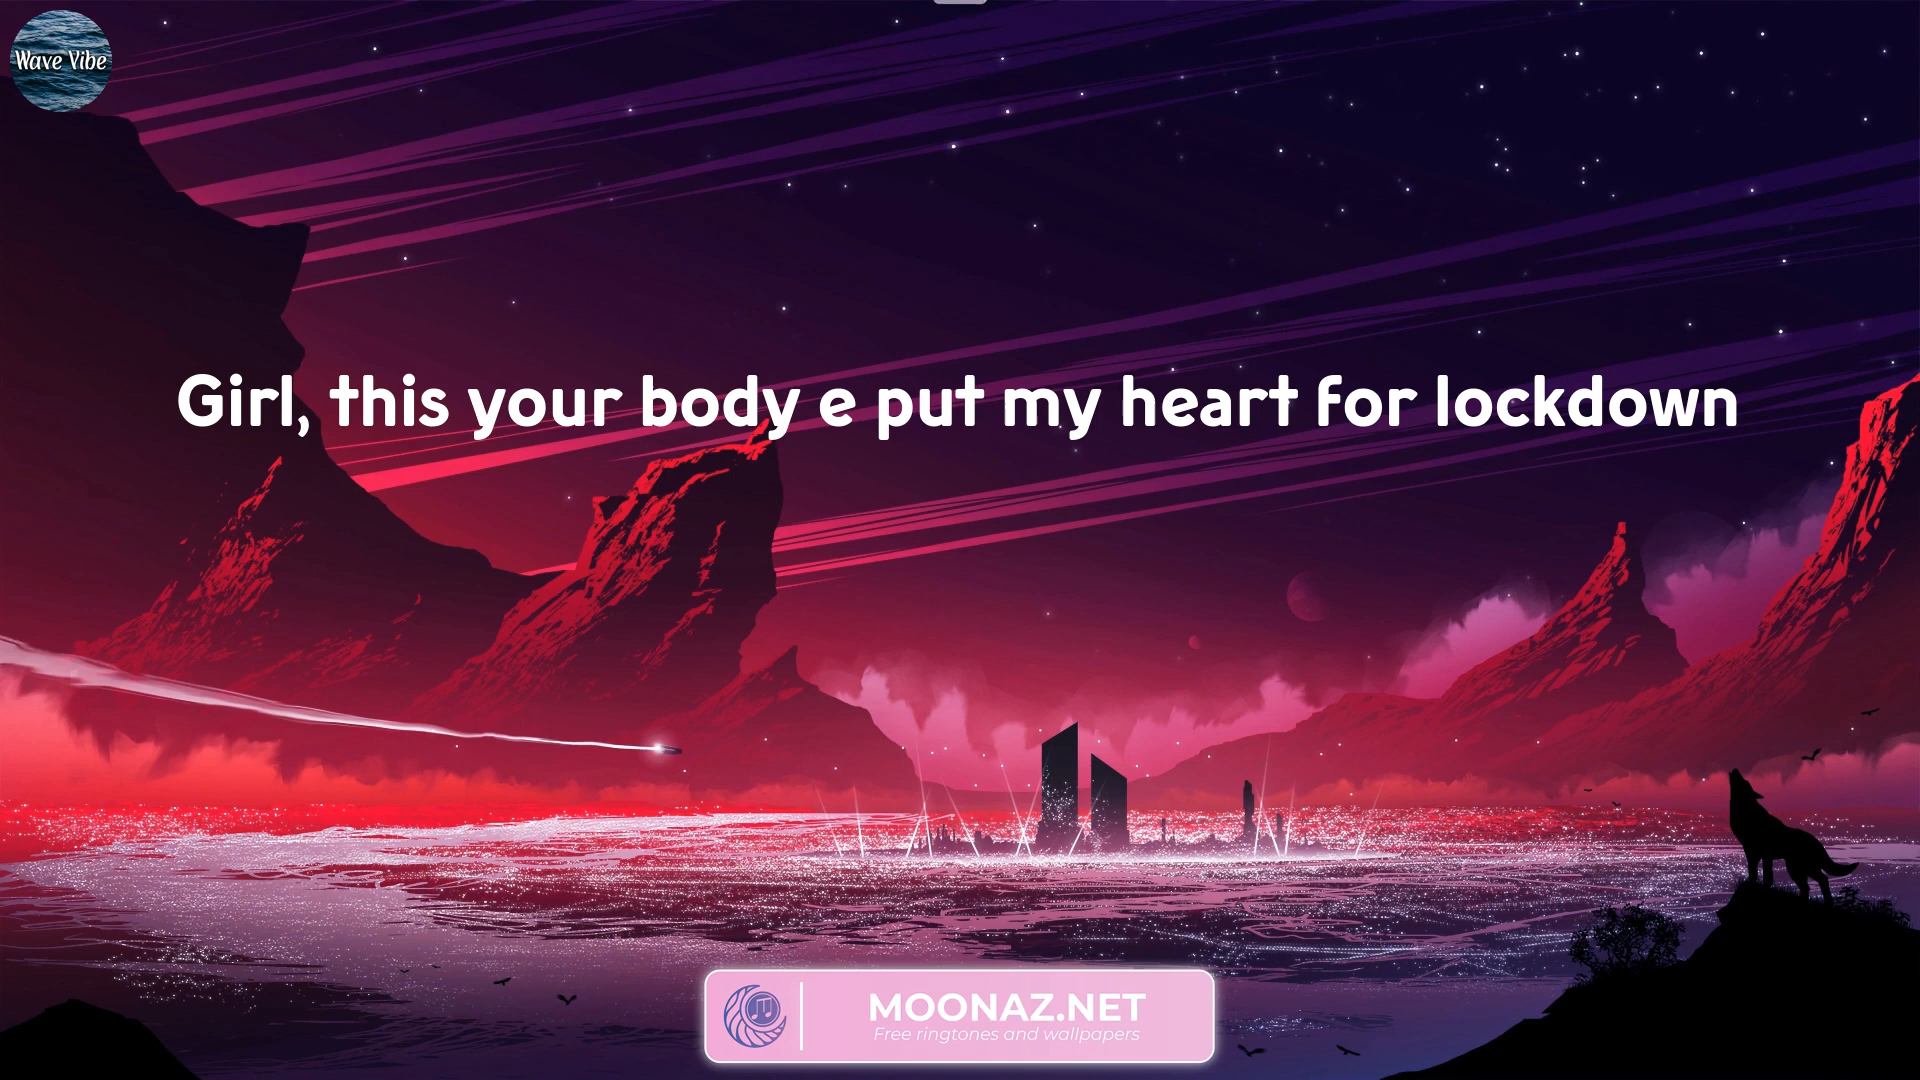 Wave Vibe
Girl, this your body e put my heart for lockdown
MOONAZ.NET
Free ringtones and wallpapers